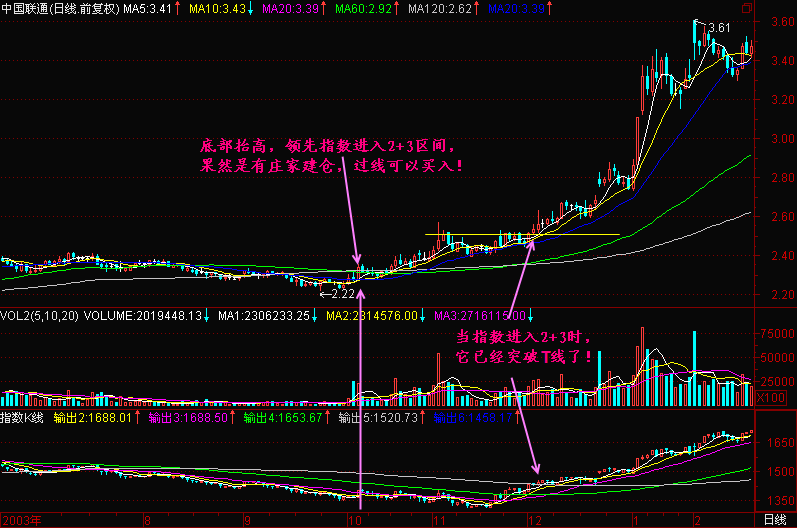 中国联通(日线.前复权) MA5:3.41↑ MA10:3.43↓ MA20:3.39↑ MA60:2.92↑ MA120:2.62↑ MA20:3.39↑
3.61
3.60
3.40
3.20
3.00
2.80
2.60
2.40
2.20
底部抬高，领先指数进入2+3区间，
果然是有庄家建仓，过线可以买入！
←2.22
VOL2(5,10,20) VOLUME:2019448.13↓ MA1:2306233.25↓ MA2:2314576.00↓ MA3:2716115.00↓
75000
50000
25000
X100
当指数进入2+3时，
它已经突破T线了！
指数K线 输出2:1688.01↑ 输出3:1688.50↑ 输出4:1653.67↑ 输出5:1520.73↑ 输出6:1450.17↑
1650
1500
1350
2003年 8 9 10 11 12 1 2 日线